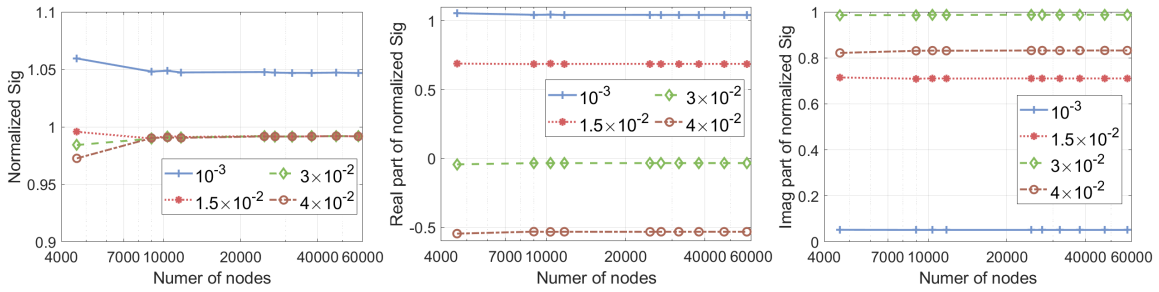 1.1
1.05
1
0.95
0.9
Normalized Sig
4000 7000 10000 20000 40000 60000
Numer of nodes
10⁻³ 3×10⁻²
1.5×10⁻² 4×10⁻²
1
0.5
0
-0.5
Real part of normalized Sig
4000 7000 10000 20000 40000 60000
Numer of nodes
10⁻³ 3×10⁻²
1.5×10⁻² 4×10⁻²
1
0.8
0.6
0.4
0.2
0
Imag part of normalized Sig
4000 7000 10000 20000 40000 60000
Numer of nodes
10⁻³
1.5×10⁻²
3×10⁻²
4×10⁻²